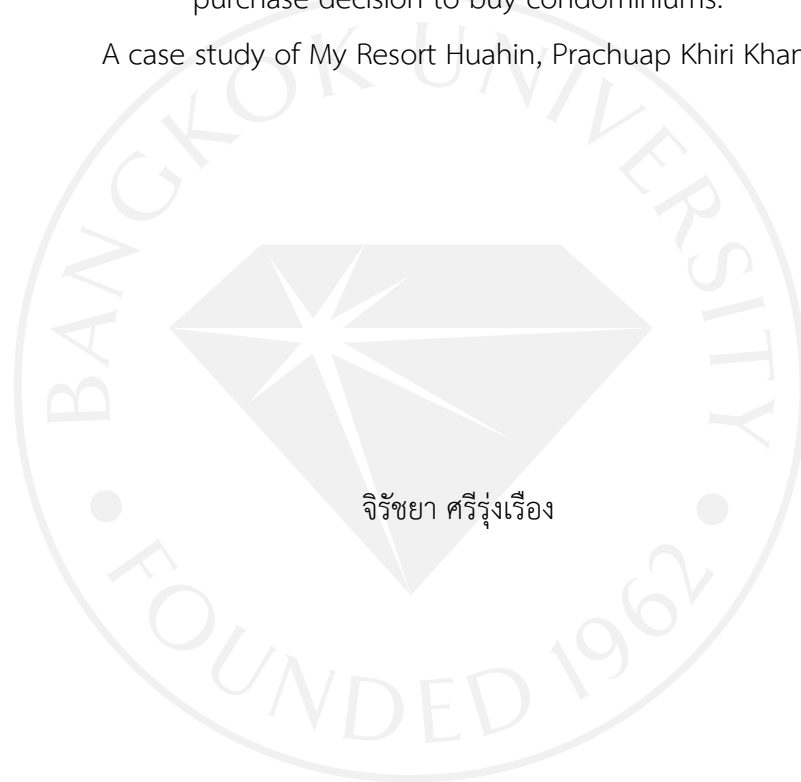 purchase decision to buy condominiums.
A case study of My Resort Huahin, Prachuap Khiri Khan
BANGKOK UNIVERSITY
จิรัชยา ศรีรุ่งเรือง
FOUNDED 1962